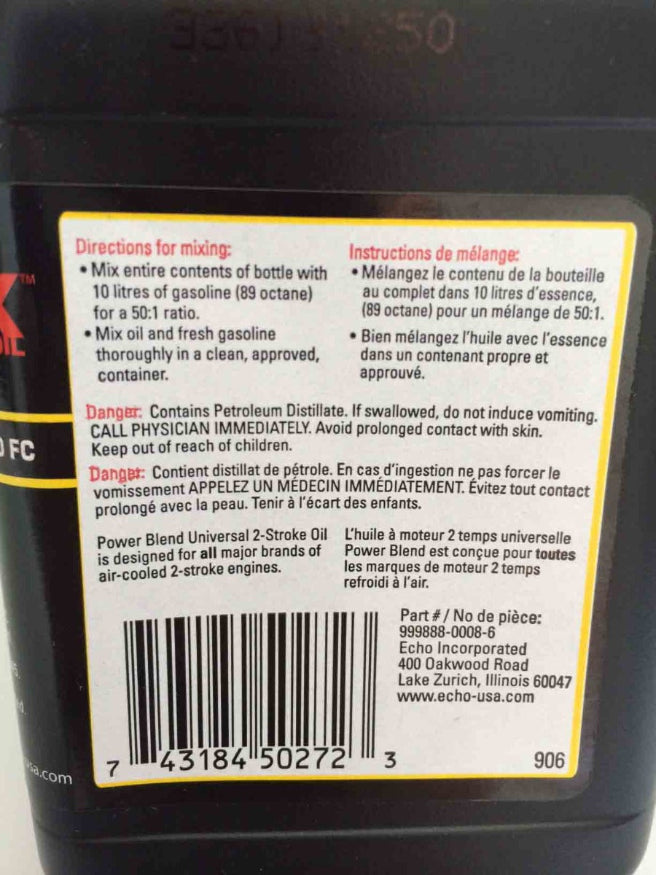 50
Directions for mixing:
• Mix entire contents of bottle with
10 litres of gasoline (89 octane)
for a 50:1 ratio.
• Mix oil and fresh gasoline
thoroughly in a clean, approved,
container.
Instructions de mélange:
• Mélangez le contenu de la bouteille
au complet dans 10 litres d'essence,
(89 octane) pour un mélange de 50:1.
• Bien mélangez l'huile avec l'essence
dans un contenant propre et
approuvé.
Danger: Contains Petroleum Distillate. If swallowed, do not induce vomiting.
CALL PHYSICIAN IMMEDIATELY. Avoid prolonged contact with skin.
Keep out of reach of children.
Danger: Contient distillat de pétrole. En cas d'ingestion ne pas forcer le
vomissement APPELEZ UN MÉDECIN IMMÉDIATEMENT. Évitez tout contact
prolongé avec la peau. Tenir à l'écart des enfants.
Power Blend Universal 2-Stroke Oil
is designed for all major brands of
air-cooled 2-stroke engines.
L'huile à moteur 2 temps universelle
Power Blend est conçue pour toutes
les marques de moteur 2 temps
refroidi à l'air.
Part # / No de pièce:
999888-0008-6
Echo Incorporated
400 Oakwood Road
Lake Zurich, Illinois 60047
www.echo-usa.com
7 43184 50272 3
906
X™
FC
sa.com